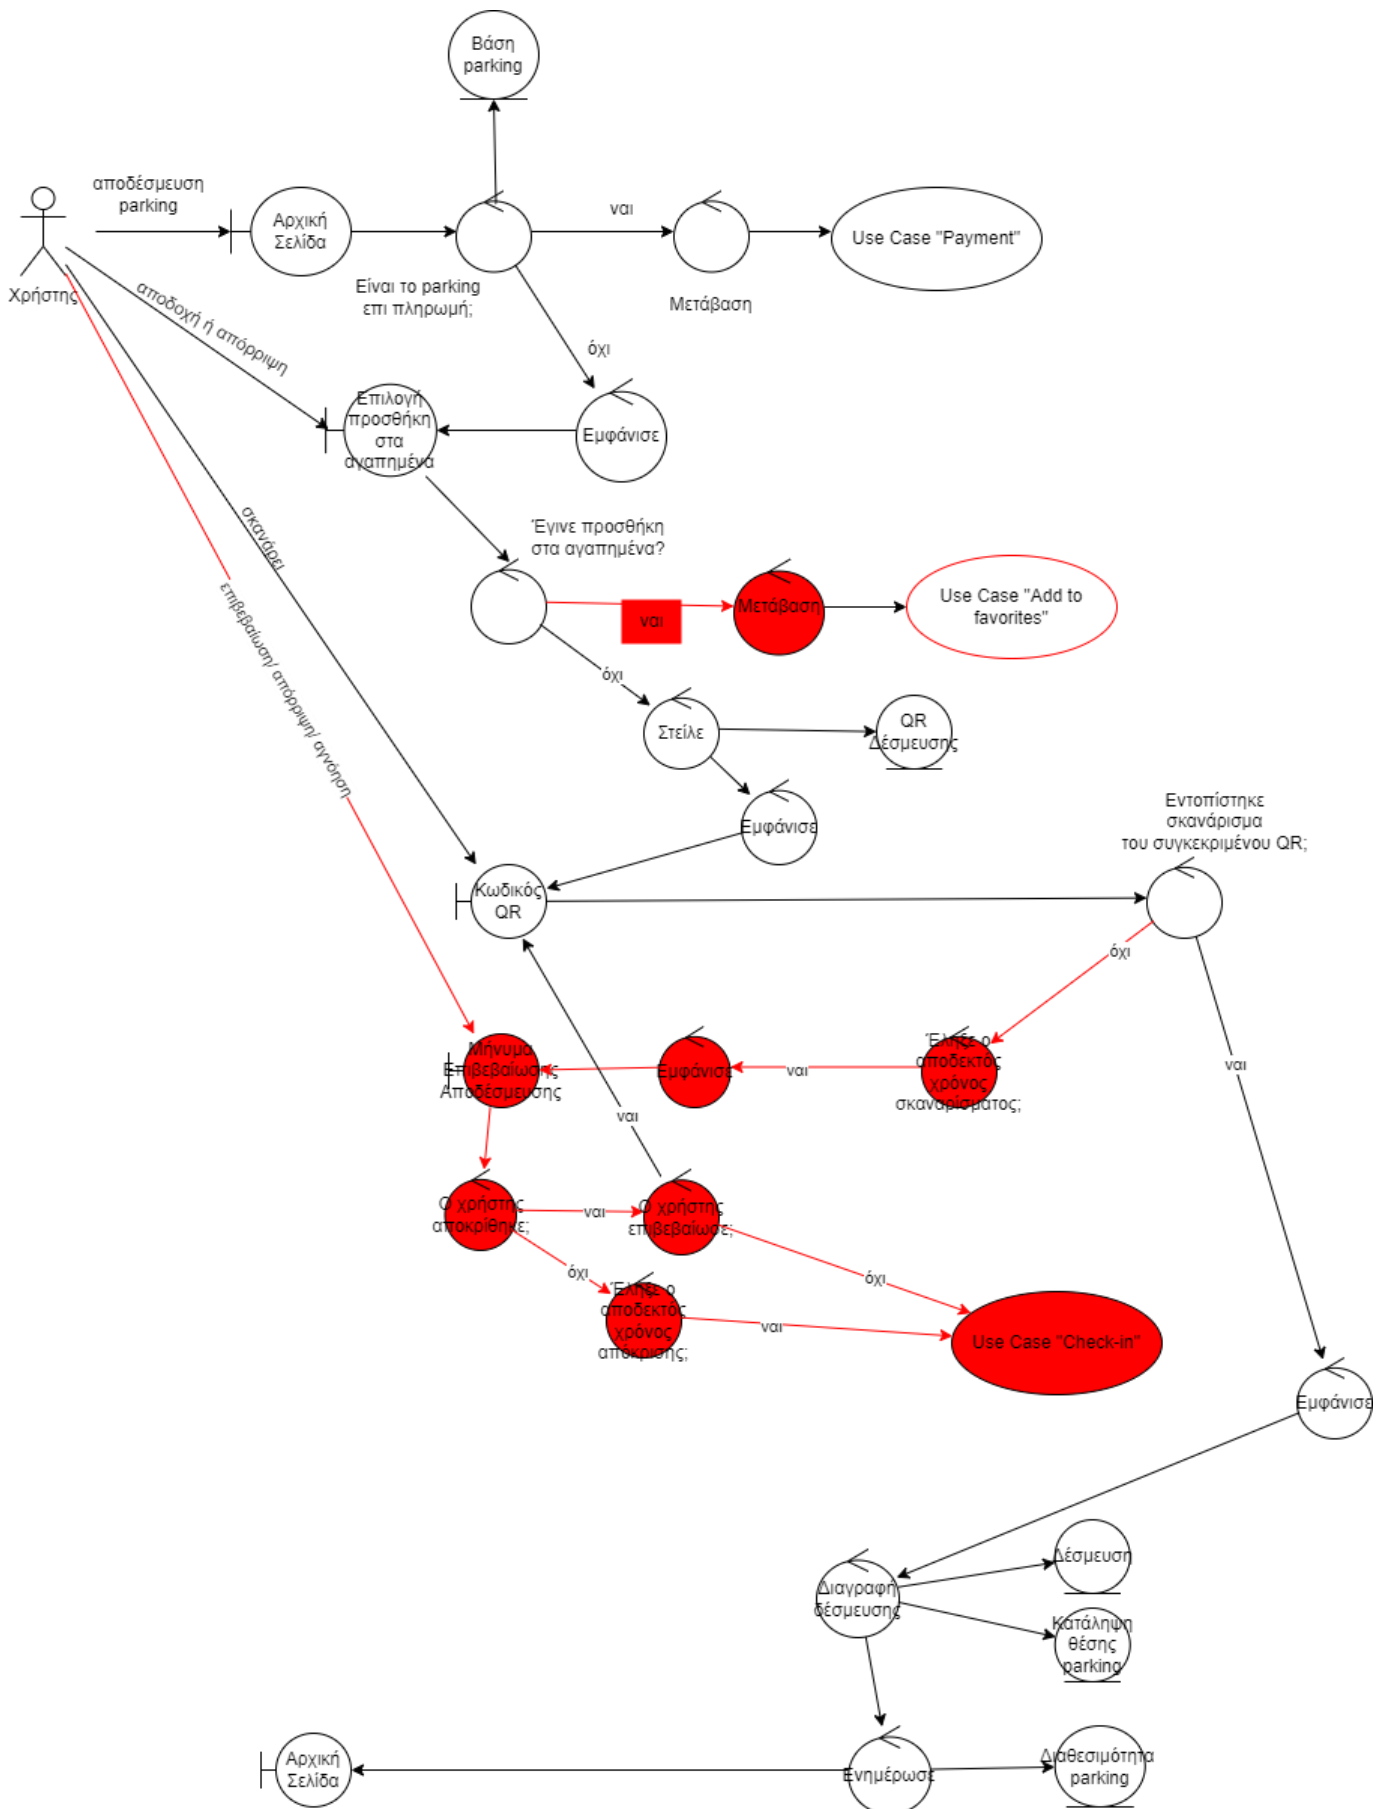 Βάση
parking
αποδέσμευση
parking
Αρχική
Σελίδα
ναι
Use Case "Payment"
Χρήστης
Είναι το parking
επι πληρωμή;
Μετάβαση
αποδοχή ή απόρριψη
όχι
Επιλογή
προσθήκη
στα
αγαπημένα
Εμφάνισε
σκανάρει
Έγινε προσθήκη
στα αγαπημένα?
ναι
Μετάβαση
Use Case "Add to
favorites"
επιβεβαίωση/ απόρριψη/ αγνόηση
όχι
Στείλε
QR
Δέσμευσης
Εμφάνισε
Εντοπίστηκε
σκανάρισμα
του συγκεκριμένου QR;
Κωδικός
QR
όχι
Μήνυμα
Επιβεβαίωσης
Αποδέσμευσης
Εμφάνισε
ναι
Έληξε ο
αποδεκτός
χρόνος
σκαναρίσματος;
ναι
ναι
Ο χρήστης
αποκρίθηκε;
ναι
Ο χρήστης
επιβεβαίωσε;
όχι
όχι
Έληξε ο
αποδεκτός
χρόνος
απόκρισης;
ναι
Use Case "Check-in"
Εμφάνισε
Διαγραφή
δέσμευσης
Δέσμευση
Κατάληψη
θέσης
parking
Αρχική
Σελίδα
Ενημέρωσε
Διαθεσιμότητα
parking